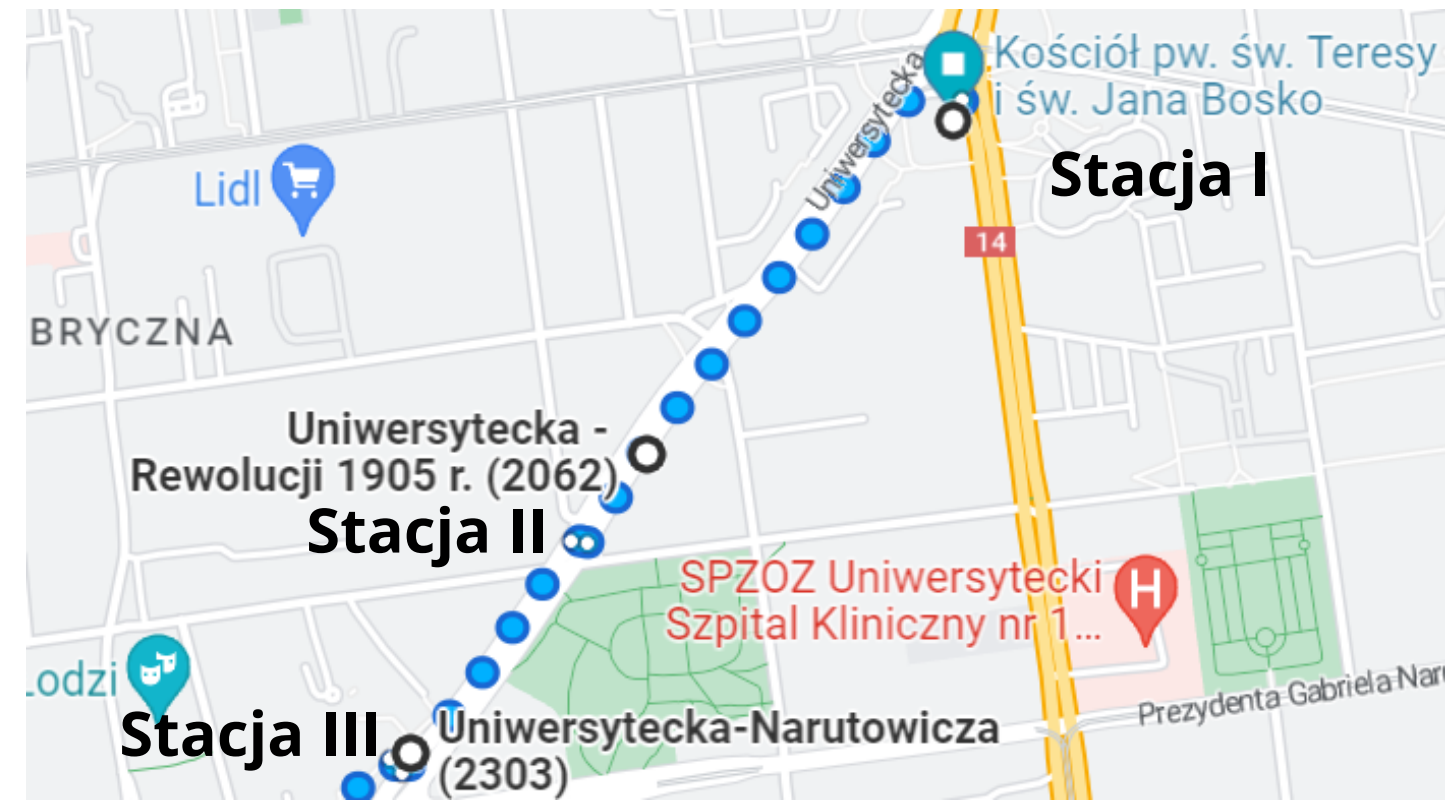 Kościół pw. św. Teresy
i św. Jana Bosko
Uniwersytecka
Stacja I
Lidl
14
BRYCZNA
Uniwersytecka -
Rewolucji 1905 r. (2062)
Stacja II
SPZOZ Uniwersytecki
Szpital Kliniczny nr 1...
H
Lodzi
Prezydenta Gabriela Naru
Stacja III
Uniwersytecka-Narutowicza
(2303)